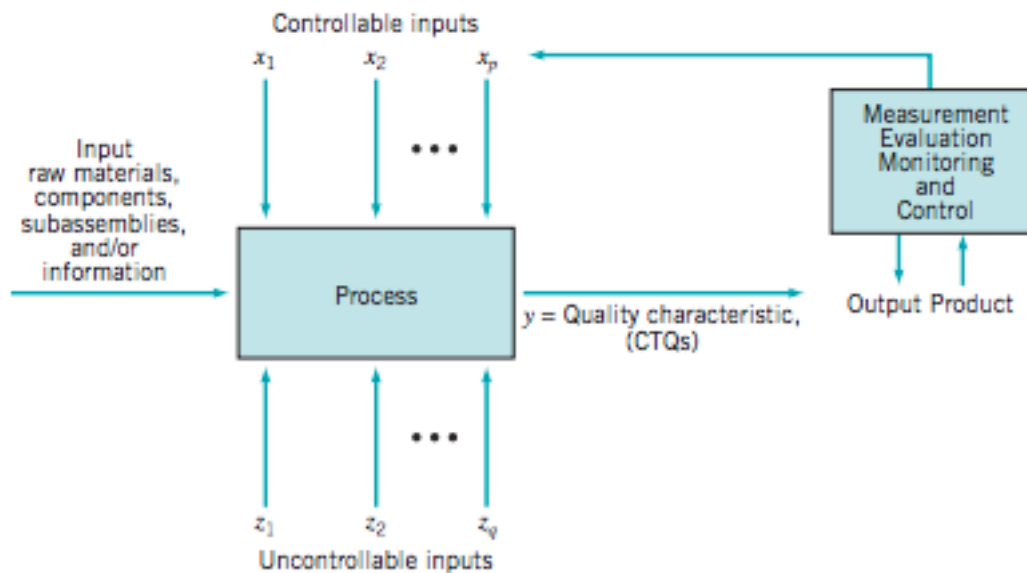 Controllable inputs
x1 x2 xp
•••
Input
raw materials,
components,
subassemblies,
and/or
information
Process
y = Quality characteristic,
(CTQs)
Measurement
Evaluation
Monitoring
and
Control
Output Product
•••
z1 z2 zq
Uncontrollable inputs